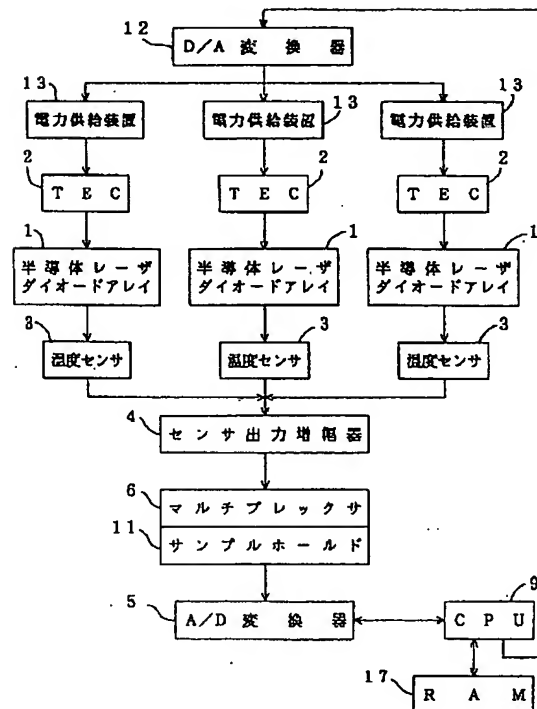 12
D/A 変換器
13 13 13
電力供給装置 電力供給装置 電力供給装置
2 2 2
TEC TEC TEC
1 1 1
半導体レーザ 半導体レーザ 半導体レーザ
ダイオードアレイ ダイオードアレイ ダイオードアレイ
3 3 3
温度センサ 温度センサ 温度センサ
4
センサ出力増幅器
6
マルチプレックサ
11
サンプルホールド
5
A/D 変換器
9
CPU
17
RAM